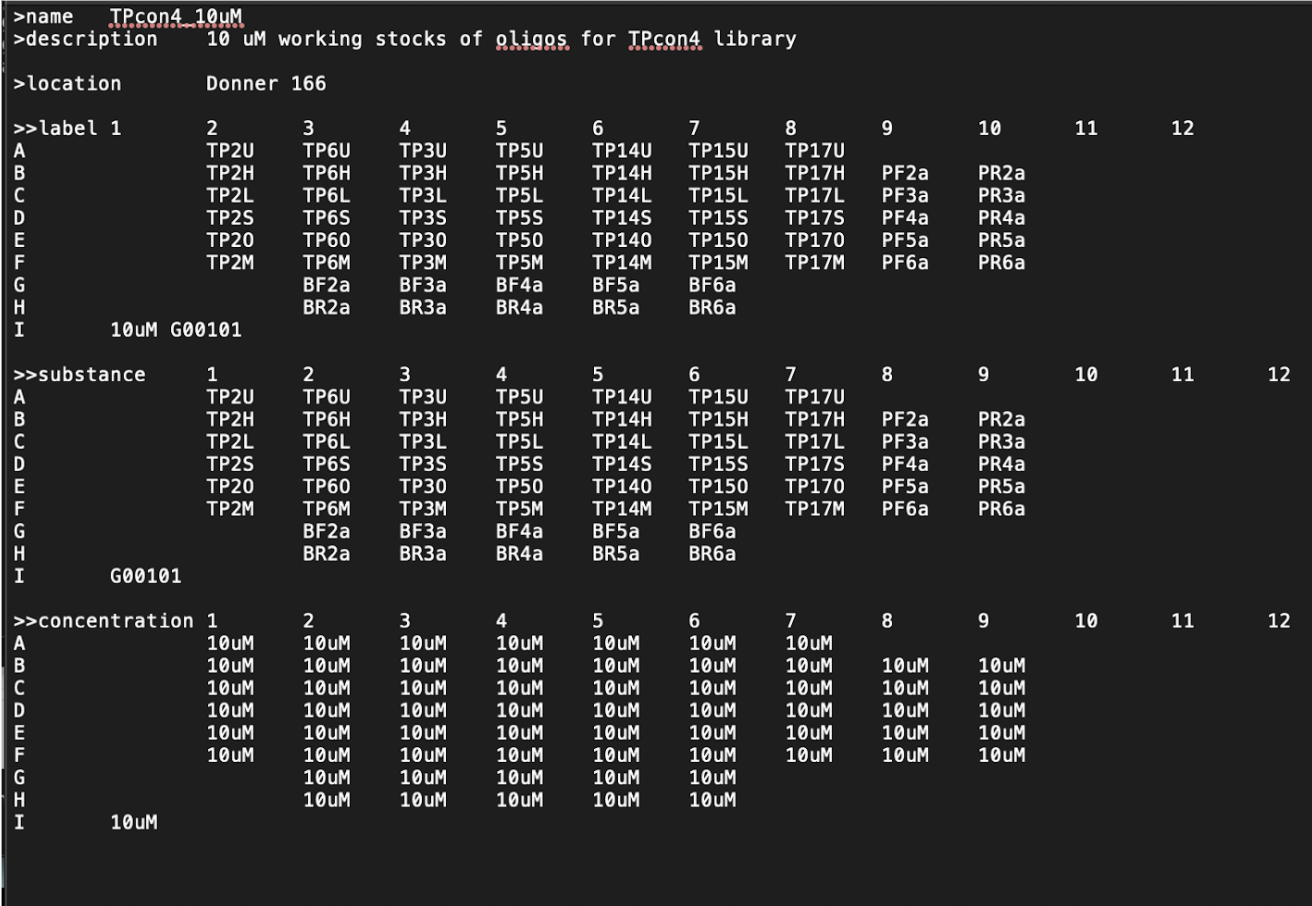 >name TPcon4_10uM
>description 10 uM working stocks of oligos for TPcon4 library
>location Donner 166
>>label 1 2 3 4 5 6 7 8 9 10 11 12
A TP2U TP6U TP3U TP5U TP14U TP15U TP17U
B TP2H TP6H TP3H TP5H TP14H TP15H TP17H PF2a PR2a
C TP2L TP6L TP3L TP5L TP14L TP15L TP17L PF3a PR3a
D TP2S TP6S TP3S TP5S TP14S TP15S TP17S PF4a PR4a
E TP2O TP6O TP3O TP5O TP14O TP15O TP17O PF5a PR5a
F TP2M TP6M TP3M TP5M TP14M TP15M TP17M PF6a PR6a
G BF2a BF3a BF4a BF5a BF6a
H BR2a BR3a BR4a BR5a BR6a
I 10uM G00101
>>substance 1 2 3 4 5 6 7 8 9 10 11 12
A TP2U TP6U TP3U TP5U TP14U TP15U TP17U
B TP2H TP6H TP3H TP5H TP14H TP15H TP17H PF2a PR2a
C TP2L TP6L TP3L TP5L TP14L TP15L TP17L PF3a PR3a
D TP2S TP6S TP3S TP5S TP14S TP15S TP17S PF4a PR4a
E TP2O TP6O TP3O TP5O TP14O TP15O TP17O PF5a PR5a
F TP2M TP6M TP3M TP5M TP14M TP15M TP17M PF6a PR6a
G BF2a BF3a BF4a BF5a BF6a
H BR2a BR3a BR4a BR5a BR6a
I G00101
>>concentration 1 2 3 4 5 6 7 8 9 10 11 12
A 10uM 10uM 10uM 10uM 10uM 10uM 10uM
B 10uM 10uM 10uM 10uM 10uM 10uM 10uM 10uM 10uM
C 10uM 10uM 10uM 10uM 10uM 10uM 10uM 10uM 10uM
D 10uM 10uM 10uM 10uM 10uM 10uM 10uM 10uM 10uM
E 10uM 10uM 10uM 10uM 10uM 10uM 10uM 10uM 10uM
F 10uM 10uM 10uM 10uM 10uM 10uM 10uM 10uM 10uM
G 10uM 10uM 10uM 10uM 10uM
H 10uM 10uM 10uM 10uM 10uM
I 10uM